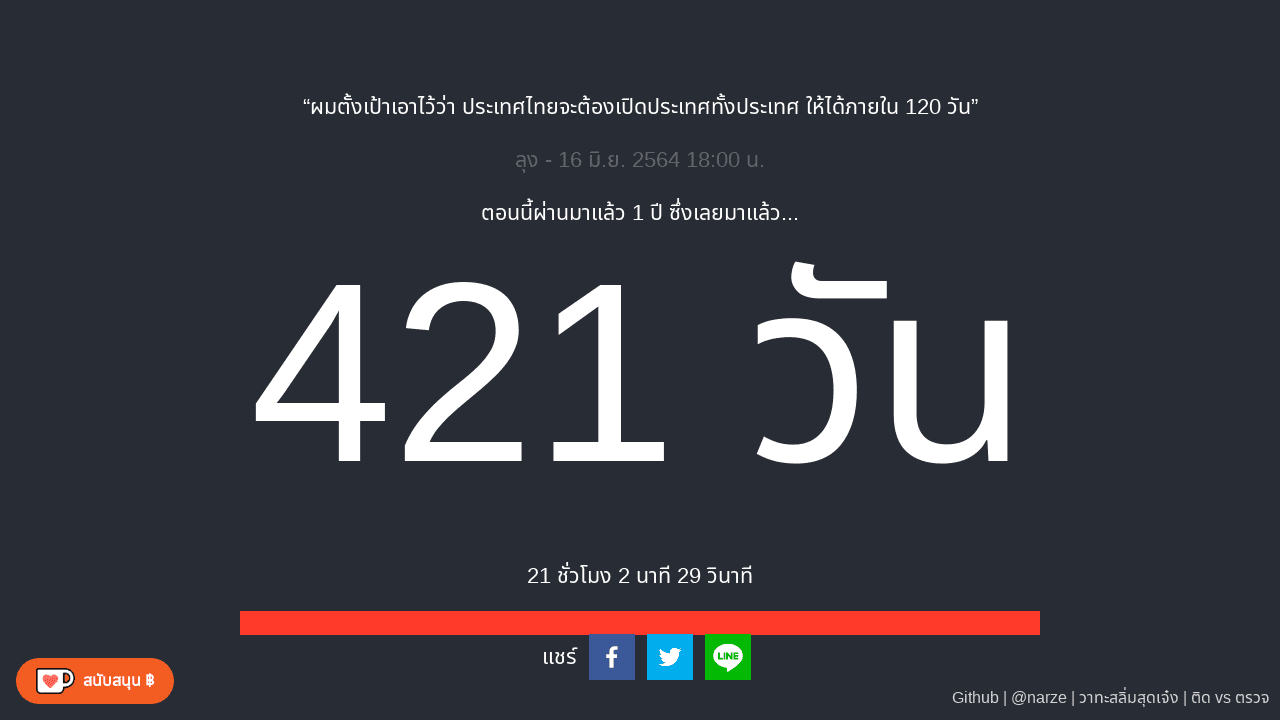 “ผมตั้งเป้าเอาไว้ว่า ประเทศไทยจะต้องเปิดประเทศทั้งประเทศ ให้ได้ภายใน 120 วัน”
ลุง - 16 มิ.ย. 2564 18:00 น.
ตอนนี้ผ่านมาแล้ว 1 ปี ซึ่งเลยมาแล้ว...
421 วัน
21 ชั่วโมง 2 นาที 29 วินาที
แชร์
LINE
สนับสนุน ฿
Github | @narze | วาทะสลิ่มสุดเจ๋ง | ติด vs ตรวจ